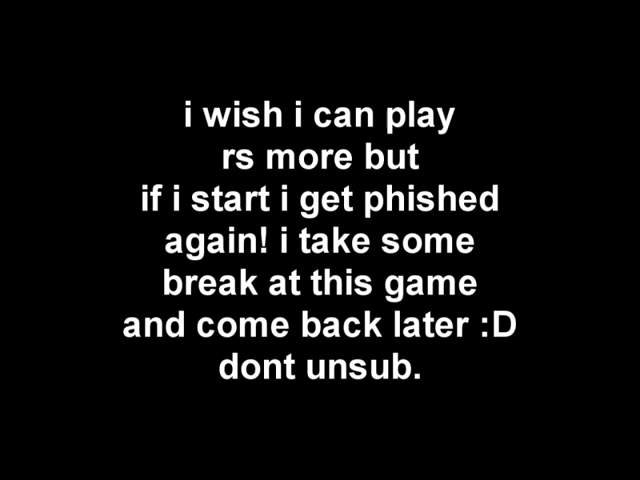 i wish i can play
rs more but
if i start i get phished
again! i take some
break at this game
and come back later :D
dont unsub.